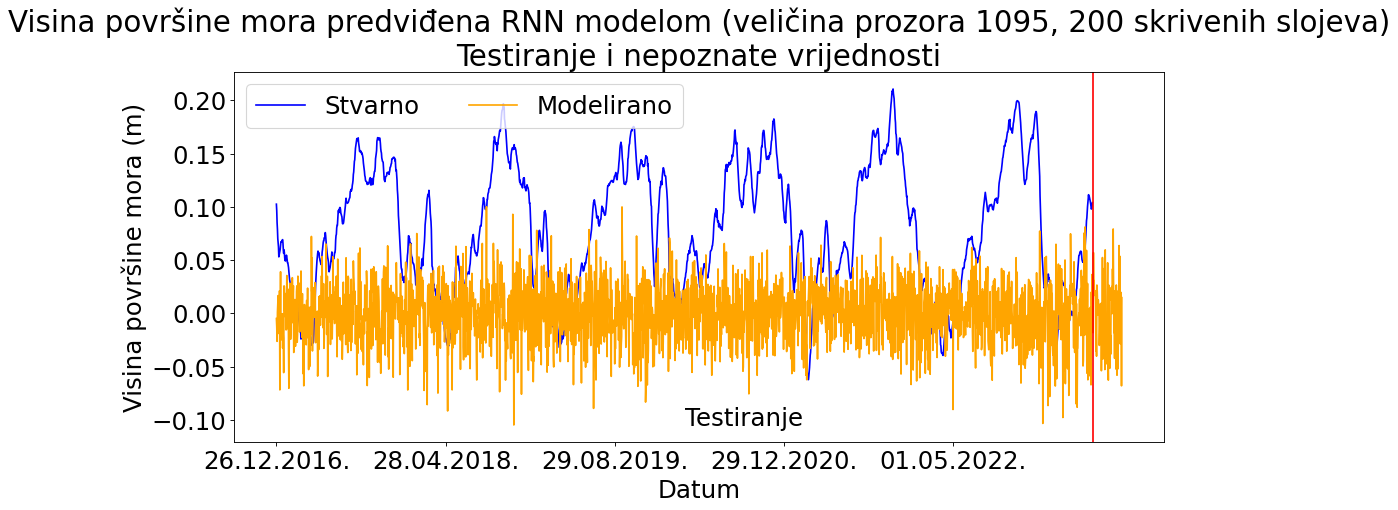 Visina površine mora predviđena RNN modelom (veličina prozora 1095, 200 skrivenih slojeva)
Testiranje i nepoznate vrijednosti
Stvarno
Modelirano
Visina površine mora (m)
0.20
0.15
0.10
0.05
0.00
−0.05
−0.10
Testiranje
26.12.2016.
28.04.2018.
29.08.2019.
29.12.2020.
01.05.2022.
Datum